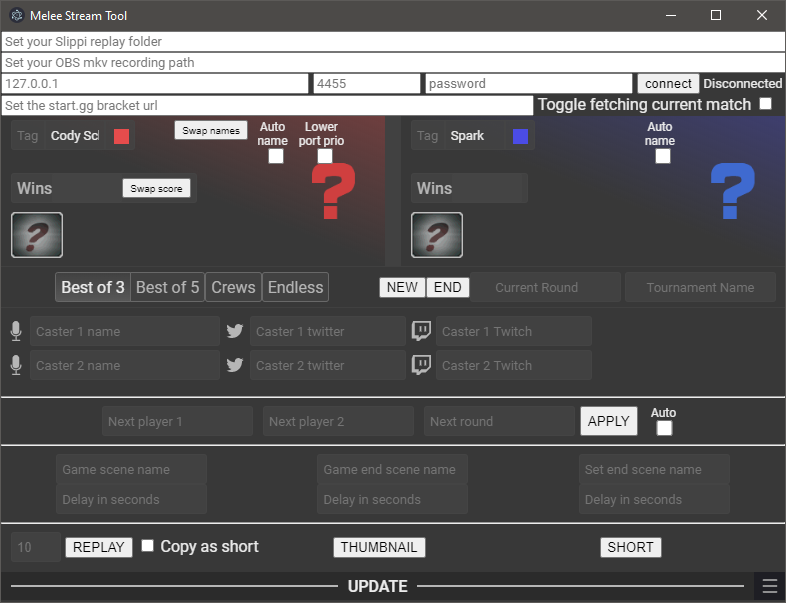 Melee Stream Tool
Set your Slippi replay folder
Set your OBS mkv recording path
127.0.0.1 4455 password connect Disconnected
Set the start.gg bracket url Toggle fetching current match
Tag Cody Scl Swap names Auto name Lower port prio Tag Spark Auto name
? ?
Wins Swap score Wins
? ?
Best of 3 Best of 5 Crews Endless NEW END Current Round Tournament Name
Caster 1 name Caster 1 twitter Caster 1 Twitch
Caster 2 name Caster 2 twitter Caster 2 Twitch
Next player 1 Next player 2 Next round APPLY Auto
Game scene name Game end scene name Set end scene name
Delay in seconds Delay in seconds Delay in seconds
10 REPLAY Copy as short THUMBNAIL SHORT
UPDATE